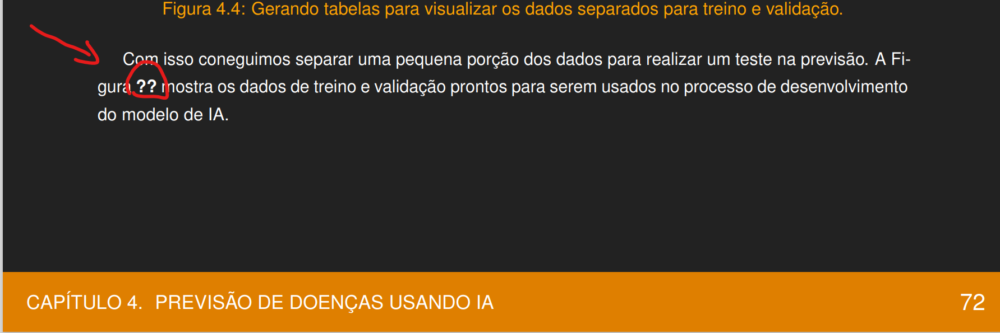 Figura 4.4: Gerando tabelas para visualizar os dados separados para treino e validação.
Com isso coneguimos separar uma pequena porção dos dados para realizar um teste na previsão. A Fi-
gura ?? mostra os dados de treino e validação prontos para serem usados no processo de desenvolvimento
do modelo de IA.
CAPÍTULO 4. PREVISÃO DE DOENÇAS USANDO IA 72